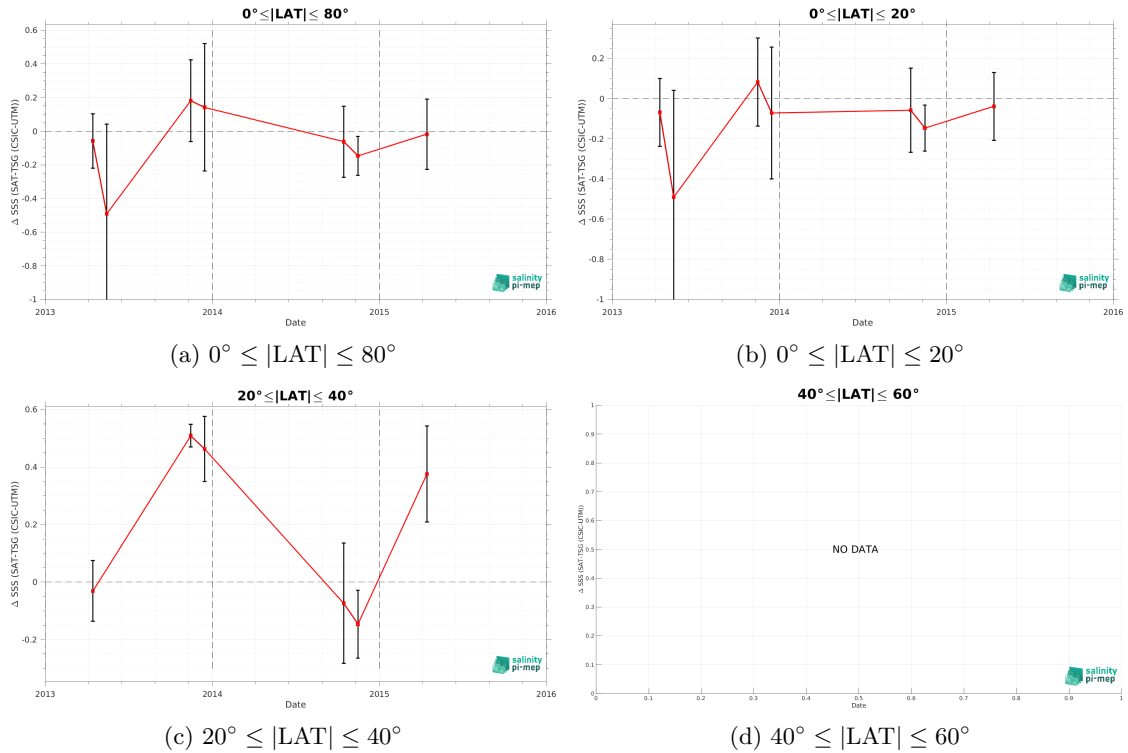 0°≤|LAT|≤ 80°
0.6
0.4
0.2
0
-0.2
-0.4
-0.6
-0.8
-1
Δ SSS (SAT-TSG (CSIC-UTM))
2013
2014
2015
2016
Date
salinity
pi-mep
(a) 0° ≤ |LAT| ≤ 80°
0°≤|LAT|≤ 20°
0.2
0
-0.2
-0.4
-0.6
-0.8
-1
Δ SSS (SAT-TSG (CSIC-UTM))
2013
2014
2015
2016
Date
salinity
pi-mep
(b) 0° ≤ |LAT| ≤ 20°
20°≤|LAT|≤ 40°
0.6
0.4
0.2
0
-0.2
Δ SSS (SAT-TSG (CSIC-UTM))
2013
2014
2015
Date
salinity
pi-mep
(c) 20° ≤ |LAT| ≤ 40°
40°≤|LAT|≤ 60°
1
0.9
0.8
0.7
0.6
0.5
0.4
0.3
0.2
0.1
0
Δ SSS (SAT-TSG (CSIC-UTM))
NO DATA
0
0.1
0.2
0.3
0.4
0.5
0.6
0.7
0.8
0.9
1
Date
salinity
pi-mep
(d) 40° ≤ |LAT| ≤ 60°